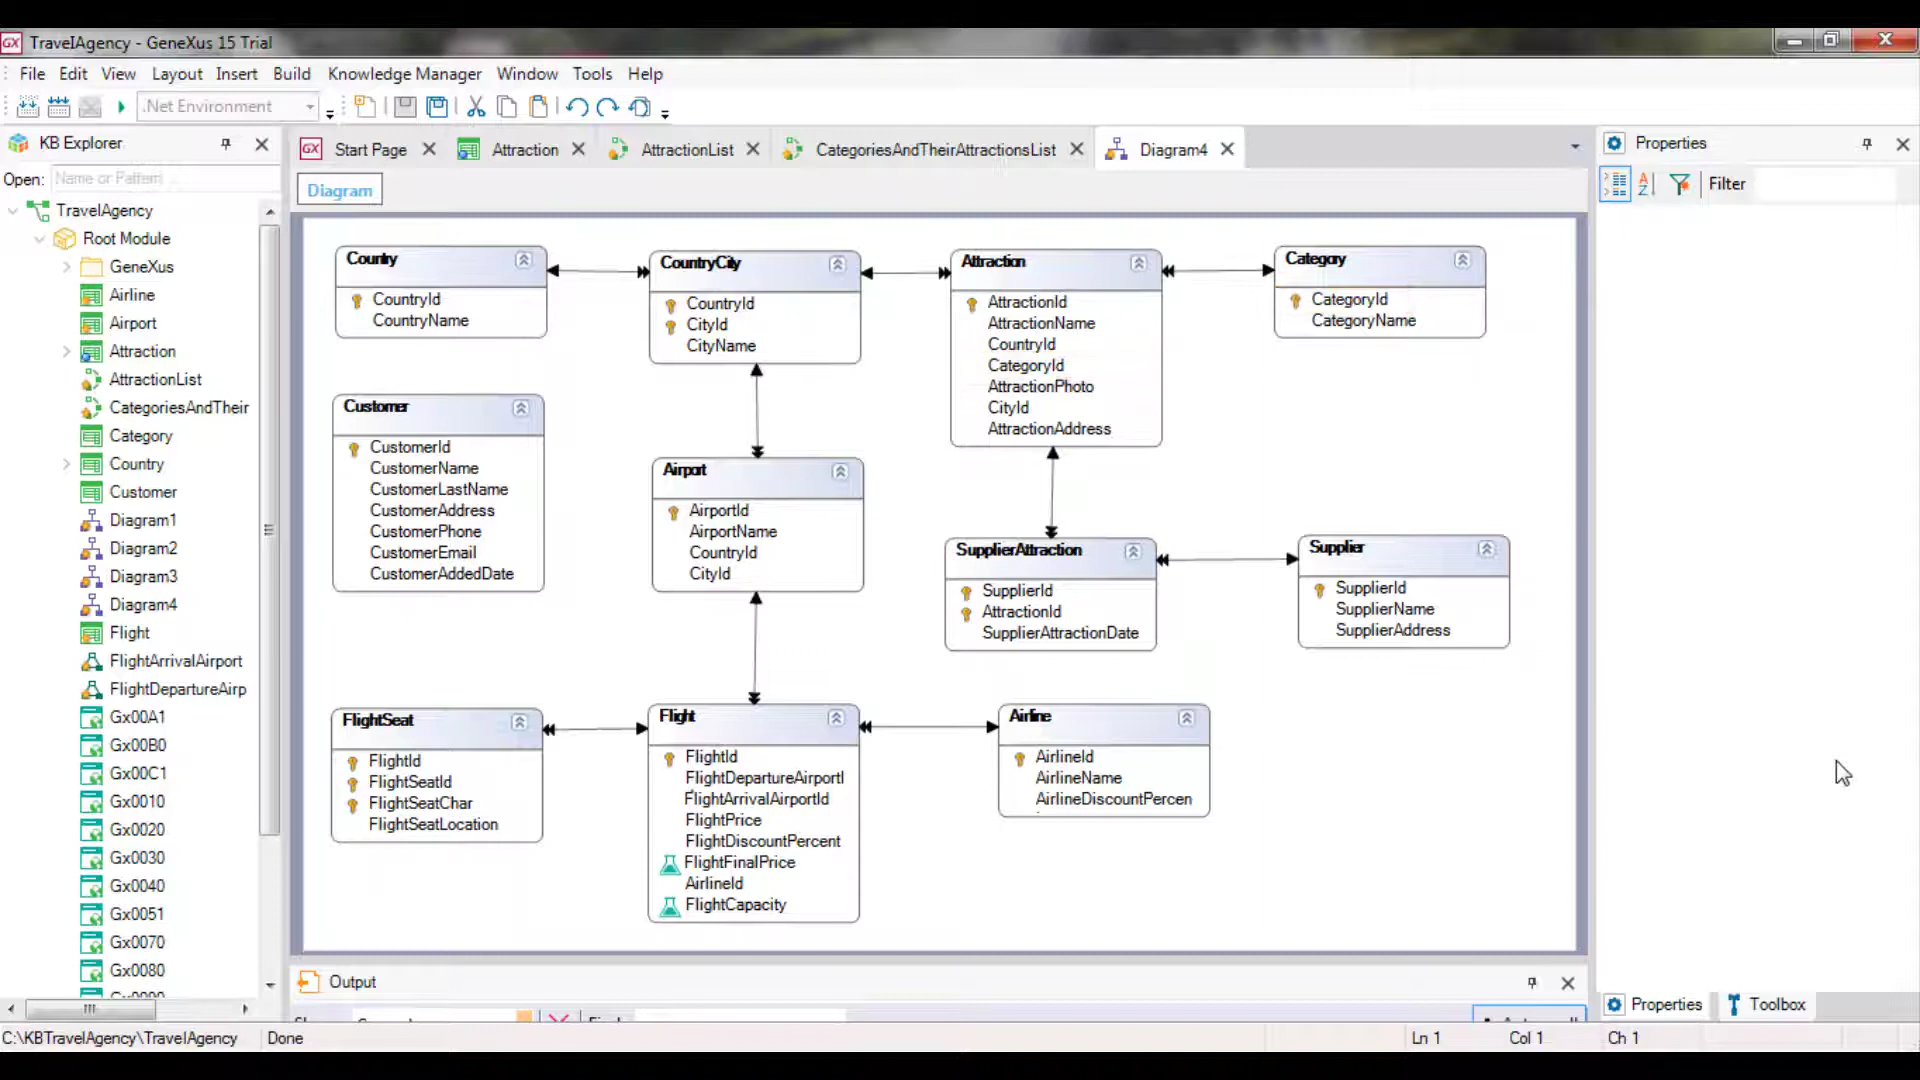 TravelAgency - GeneXus 15 Trial
File Edit View Layout Insert Build Knowledge Manager Window Tools Help
.Net Environment
KB Explorer
Open: Name or Pattern
TravelAgency
Root Module
GeneXus
Airline
Airport
Attraction
AttractionList
CategoriesAndTheir
Category
Country
Customer
Diagram1
Diagram2
Diagram3
Diagram4
Flight
FlightArrivalAirport
FlightDepartureAirp
Gx00A1
Gx00B0
Gx00C1
Gx0010
Gx0020
Gx0030
Gx0040
Gx0051
Gx0070
Gx0080
Start Page Attraction AttractionList CategoriesAndTheirAttractionsList Diagram4
Diagram
Country
CountryId
CountryName
CountryCity
CountryId
CityId
CityName
Attraction
AttractionId
AttractionName
CountryId
CategoryId
AttractionPhoto
CityId
AttractionAddress
Category
CategoryId
CategoryName
Customer
CustomerId
CustomerName
CustomerLastName
CustomerAddress
CustomerPhone
CustomerEmail
CustomerAddedDate
Airport
AirportId
AirportName
CountryId
CityId
SupplierAttraction
SupplierId
AttractionId
SupplierAttractionDate
Supplier
SupplierId
SupplierName
SupplierAddress
FlightSeat
FlightId
FlightSeatId
FlightSeatChar
FlightSeatLocation
Flight
FlightId
FlightDepartureAirportI
FlightArrivalAirportId
FlightPrice
FlightDiscountPercent
FlightFinalPrice
AirlineId
FlightCapacity
Airline
AirlineId
AirlineName
AirlineDiscountPercen
Output
Properties
Filter
Properties Toolbox
C:\KBTravelAgency\TravelAgency Done Ln 1 Col 1 Ch 1